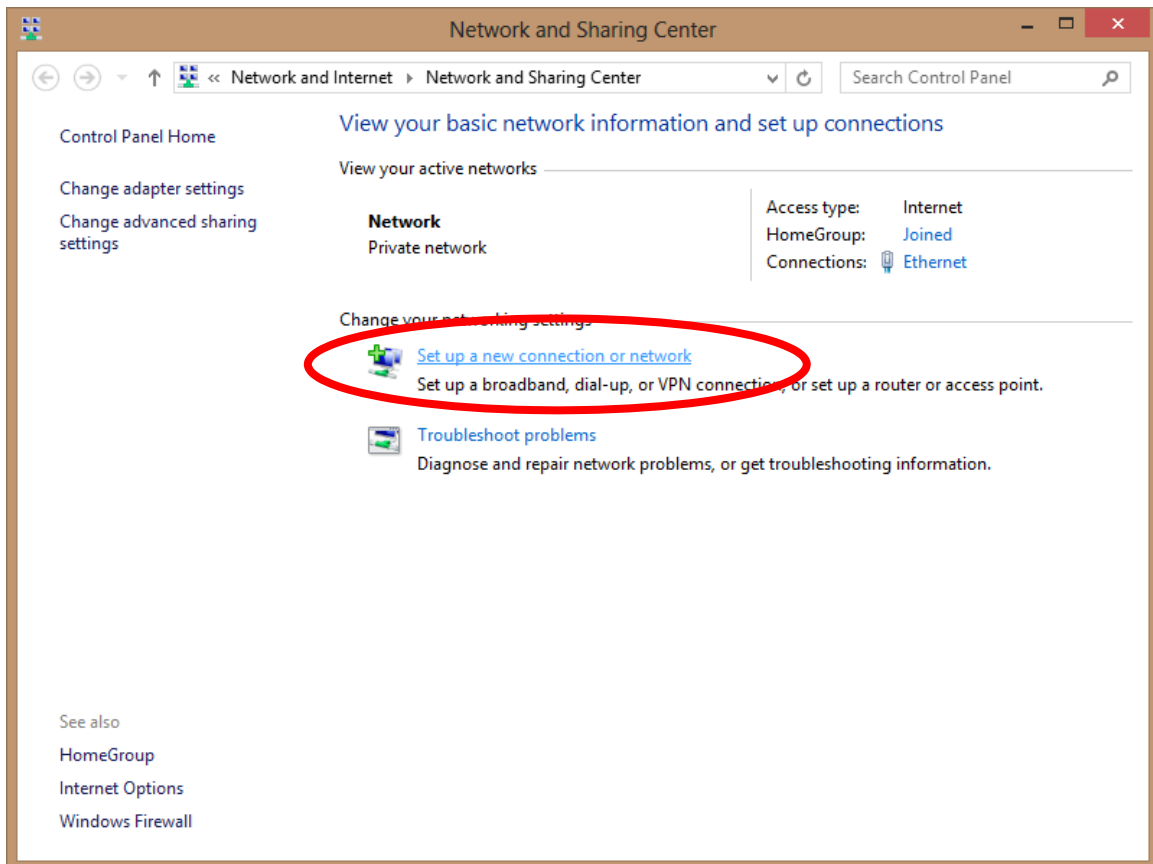 Network and Sharing Center
« Network and Internet ▸ Network and Sharing Center
Search Control Panel
Control Panel Home
Change adapter settings
Change advanced sharing
settings
View your basic network information and set up connections
View your active networks
Network
Private network
Access type: Internet
HomeGroup: Joined
Connections: Ethernet
Change your networking settings
Set up a new connection or network
Set up a broadband, dial-up, or VPN connection, or set up a router or access point.
Troubleshoot problems
Diagnose and repair network problems, or get troubleshooting information.
See also
HomeGroup
Internet Options
Windows Firewall